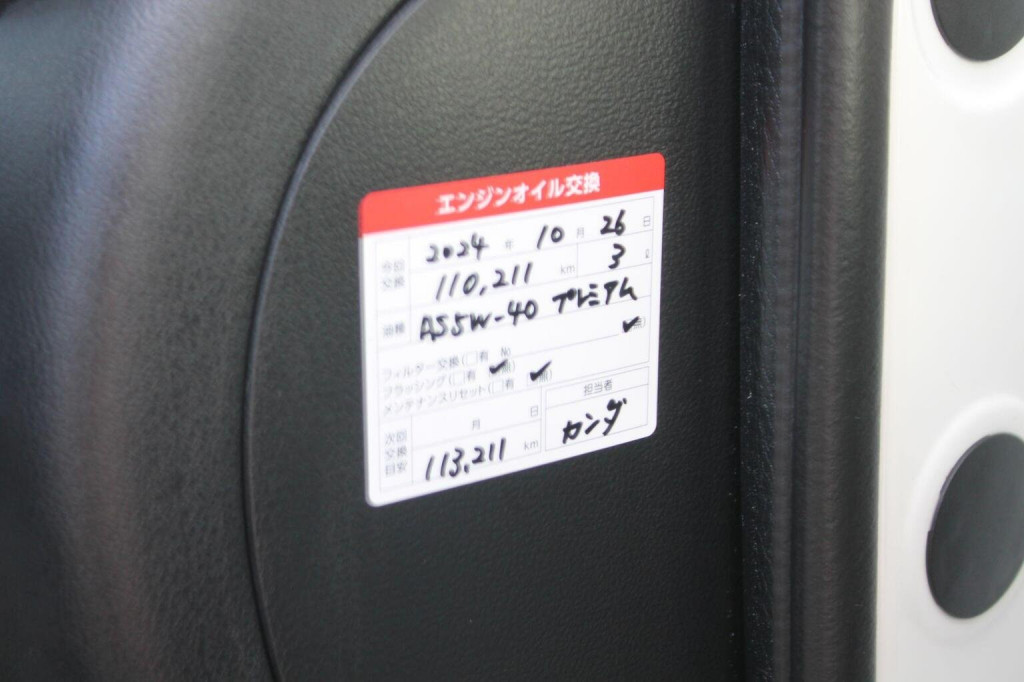 エンジンオイル交換
今回交換 2024 年 10 月 26 日
110,211 km 3 ℓ
油種 AS5W-40 プレミアム
フィルター交換(□有 No ✓無)
フラッシング(□有 ✓無)
メンテナンスリセット(□有 ✓無)
次回交換目安 月 日 担当者
113,211 km カンダ